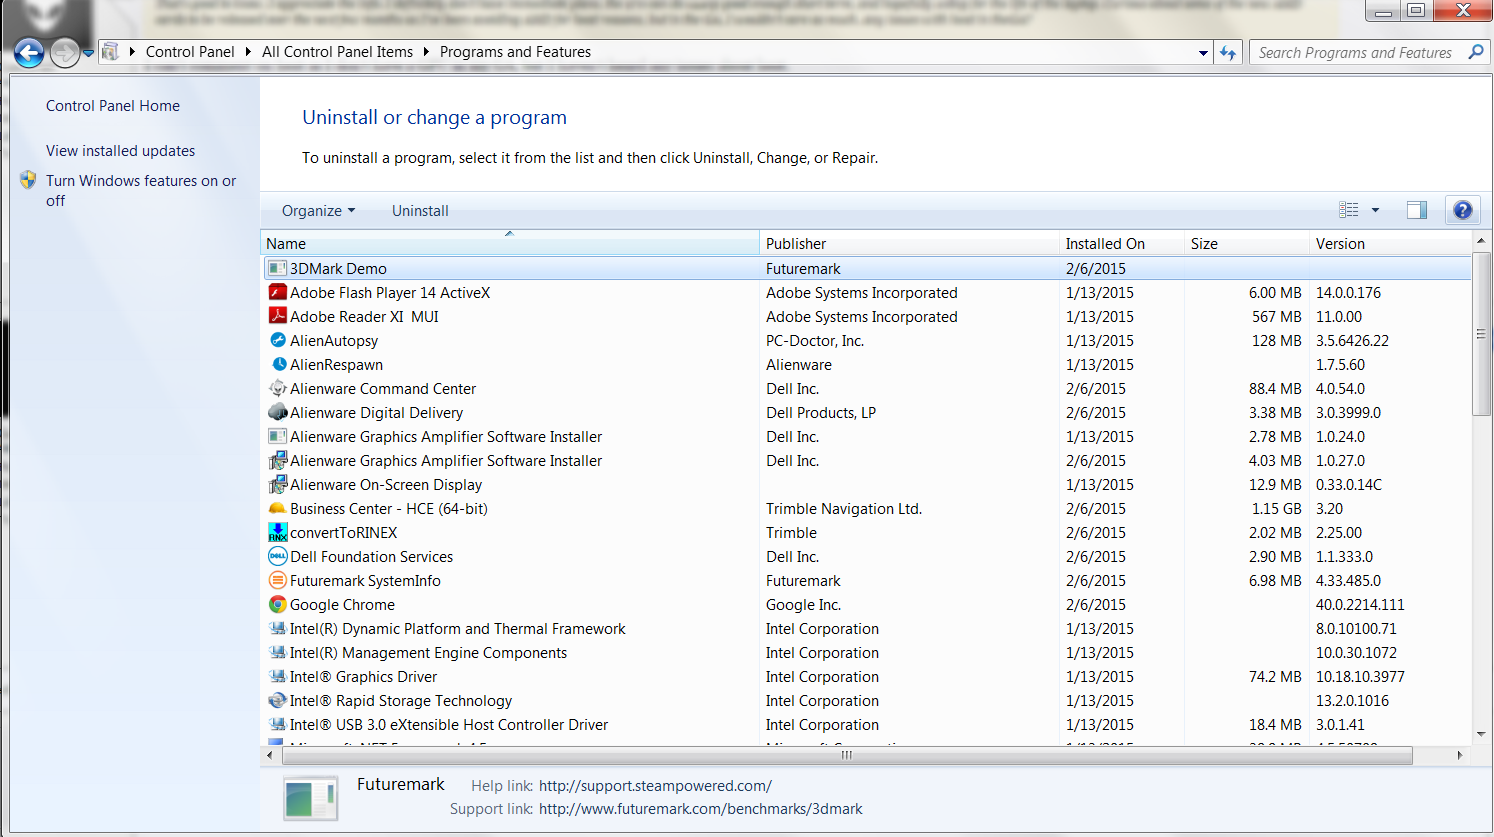 Control Panel All Control Panel Items Programs and Features Search Programs and Features
Control Panel Home
View installed updates
Turn Windows features on or
off
Uninstall or change a program
To uninstall a program, select it from the list and then click Uninstall, Change, or Repair.
Organize Uninstall
Name Publisher Installed On Size Version
3DMark Demo Futuremark 2/6/2015
Adobe Flash Player 14 ActiveX Adobe Systems Incorporated 1/13/2015 6.00 MB 14.0.0.176
Adobe Reader XI MUI Adobe Systems Incorporated 1/13/2015 567 MB 11.0.00
AlienAutopsy PC-Doctor, Inc. 1/13/2015 128 MB 3.5.6426.22
AlienRespawn Alienware 1/13/2015 1.7.5.60
Alienware Command Center Dell Inc. 2/6/2015 88.4 MB 4.0.54.0
Alienware Digital Delivery Dell Products, LP 2/6/2015 3.38 MB 3.0.3999.0
Alienware Graphics Amplifier Software Installer Dell Inc. 1/13/2015 2.78 MB 1.0.24.0
Alienware Graphics Amplifier Software Installer Dell Inc. 2/6/2015 4.03 MB 1.0.27.0
Alienware On-Screen Display 1/13/2015 12.9 MB 0.33.0.14C
Business Center - HCE (64-bit) Trimble Navigation Ltd. 2/6/2015 1.15 GB 3.20
RNX convertToRINEX Trimble 2/6/2015 2.02 MB 2.25.00
DELL Dell Foundation Services Dell Inc. 2/6/2015 2.90 MB 1.1.333.0
Futuremark SystemInfo Futuremark 2/6/2015 6.98 MB 4.33.485.0
Google Chrome Google Inc. 2/6/2015 40.0.2214.111
Intel(R) Dynamic Platform and Thermal Framework Intel Corporation 1/13/2015 8.0.10100.71
Intel(R) Management Engine Components Intel Corporation 1/13/2015 10.0.30.1072
Intel® Graphics Driver Intel Corporation 1/13/2015 74.2 MB 10.18.10.3977
Intel® Rapid Storage Technology Intel Corporation 1/13/2015 13.2.0.1016
Intel® USB 3.0 eXtensible Host Controller Driver Intel Corporation 1/13/2015 18.4 MB 3.0.1.41
Futuremark Help link: http://support.steampowered.com/
Support link: http://www.futuremark.com/benchmarks/3dmark